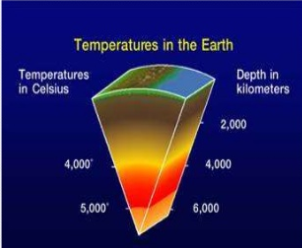 Temperatures in the Earth
Temperatures
in Celsius
Depth in
kilometers
2,000
4,000°
4,000
5,000°
6,000